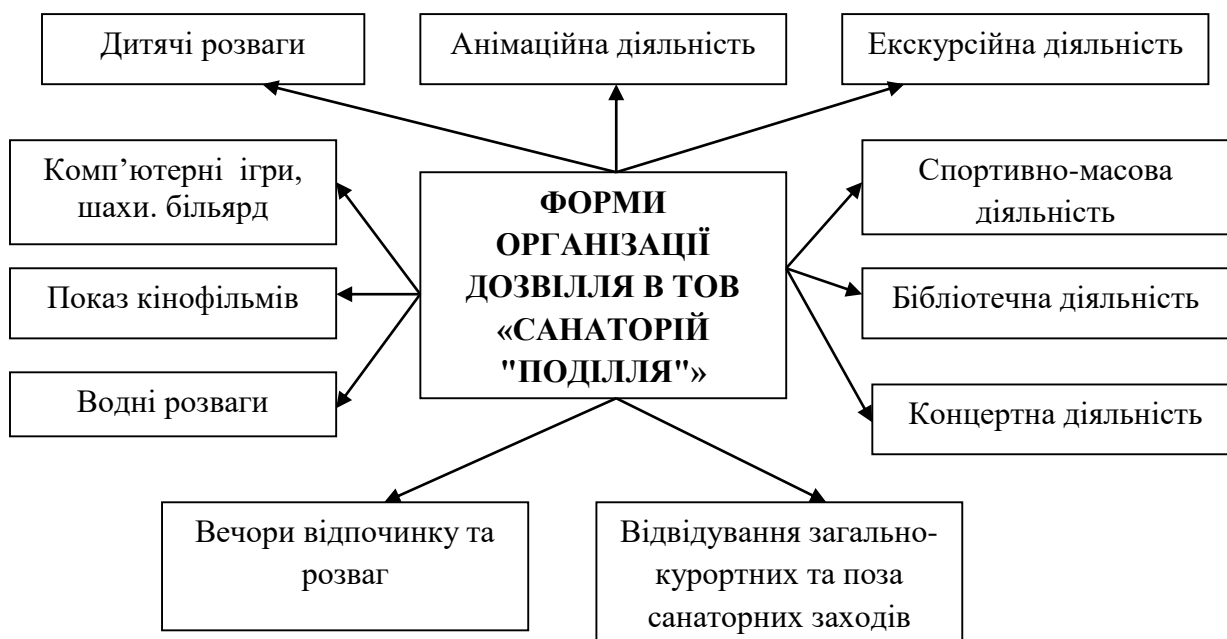 Дитячі розваги
Анімаційна діяльність
Екскурсійна діяльність
Комп’ютерні ігри,
шахи. більярд
Показ кінофільмів
Водні розваги
ФОРМИ
ОРГАНІЗАЦІЇ
ДОЗВІЛЛЯ В ТОВ
«САНАТОРІЙ
"ПОДІЛЛЯ"»
Спортивно-масова
діяльність
Бібліотечна діяльність
Концертна діяльність
Вечори відпочинку та
розваг
Відвідування загально-
курортних та поза
санаторних заходів